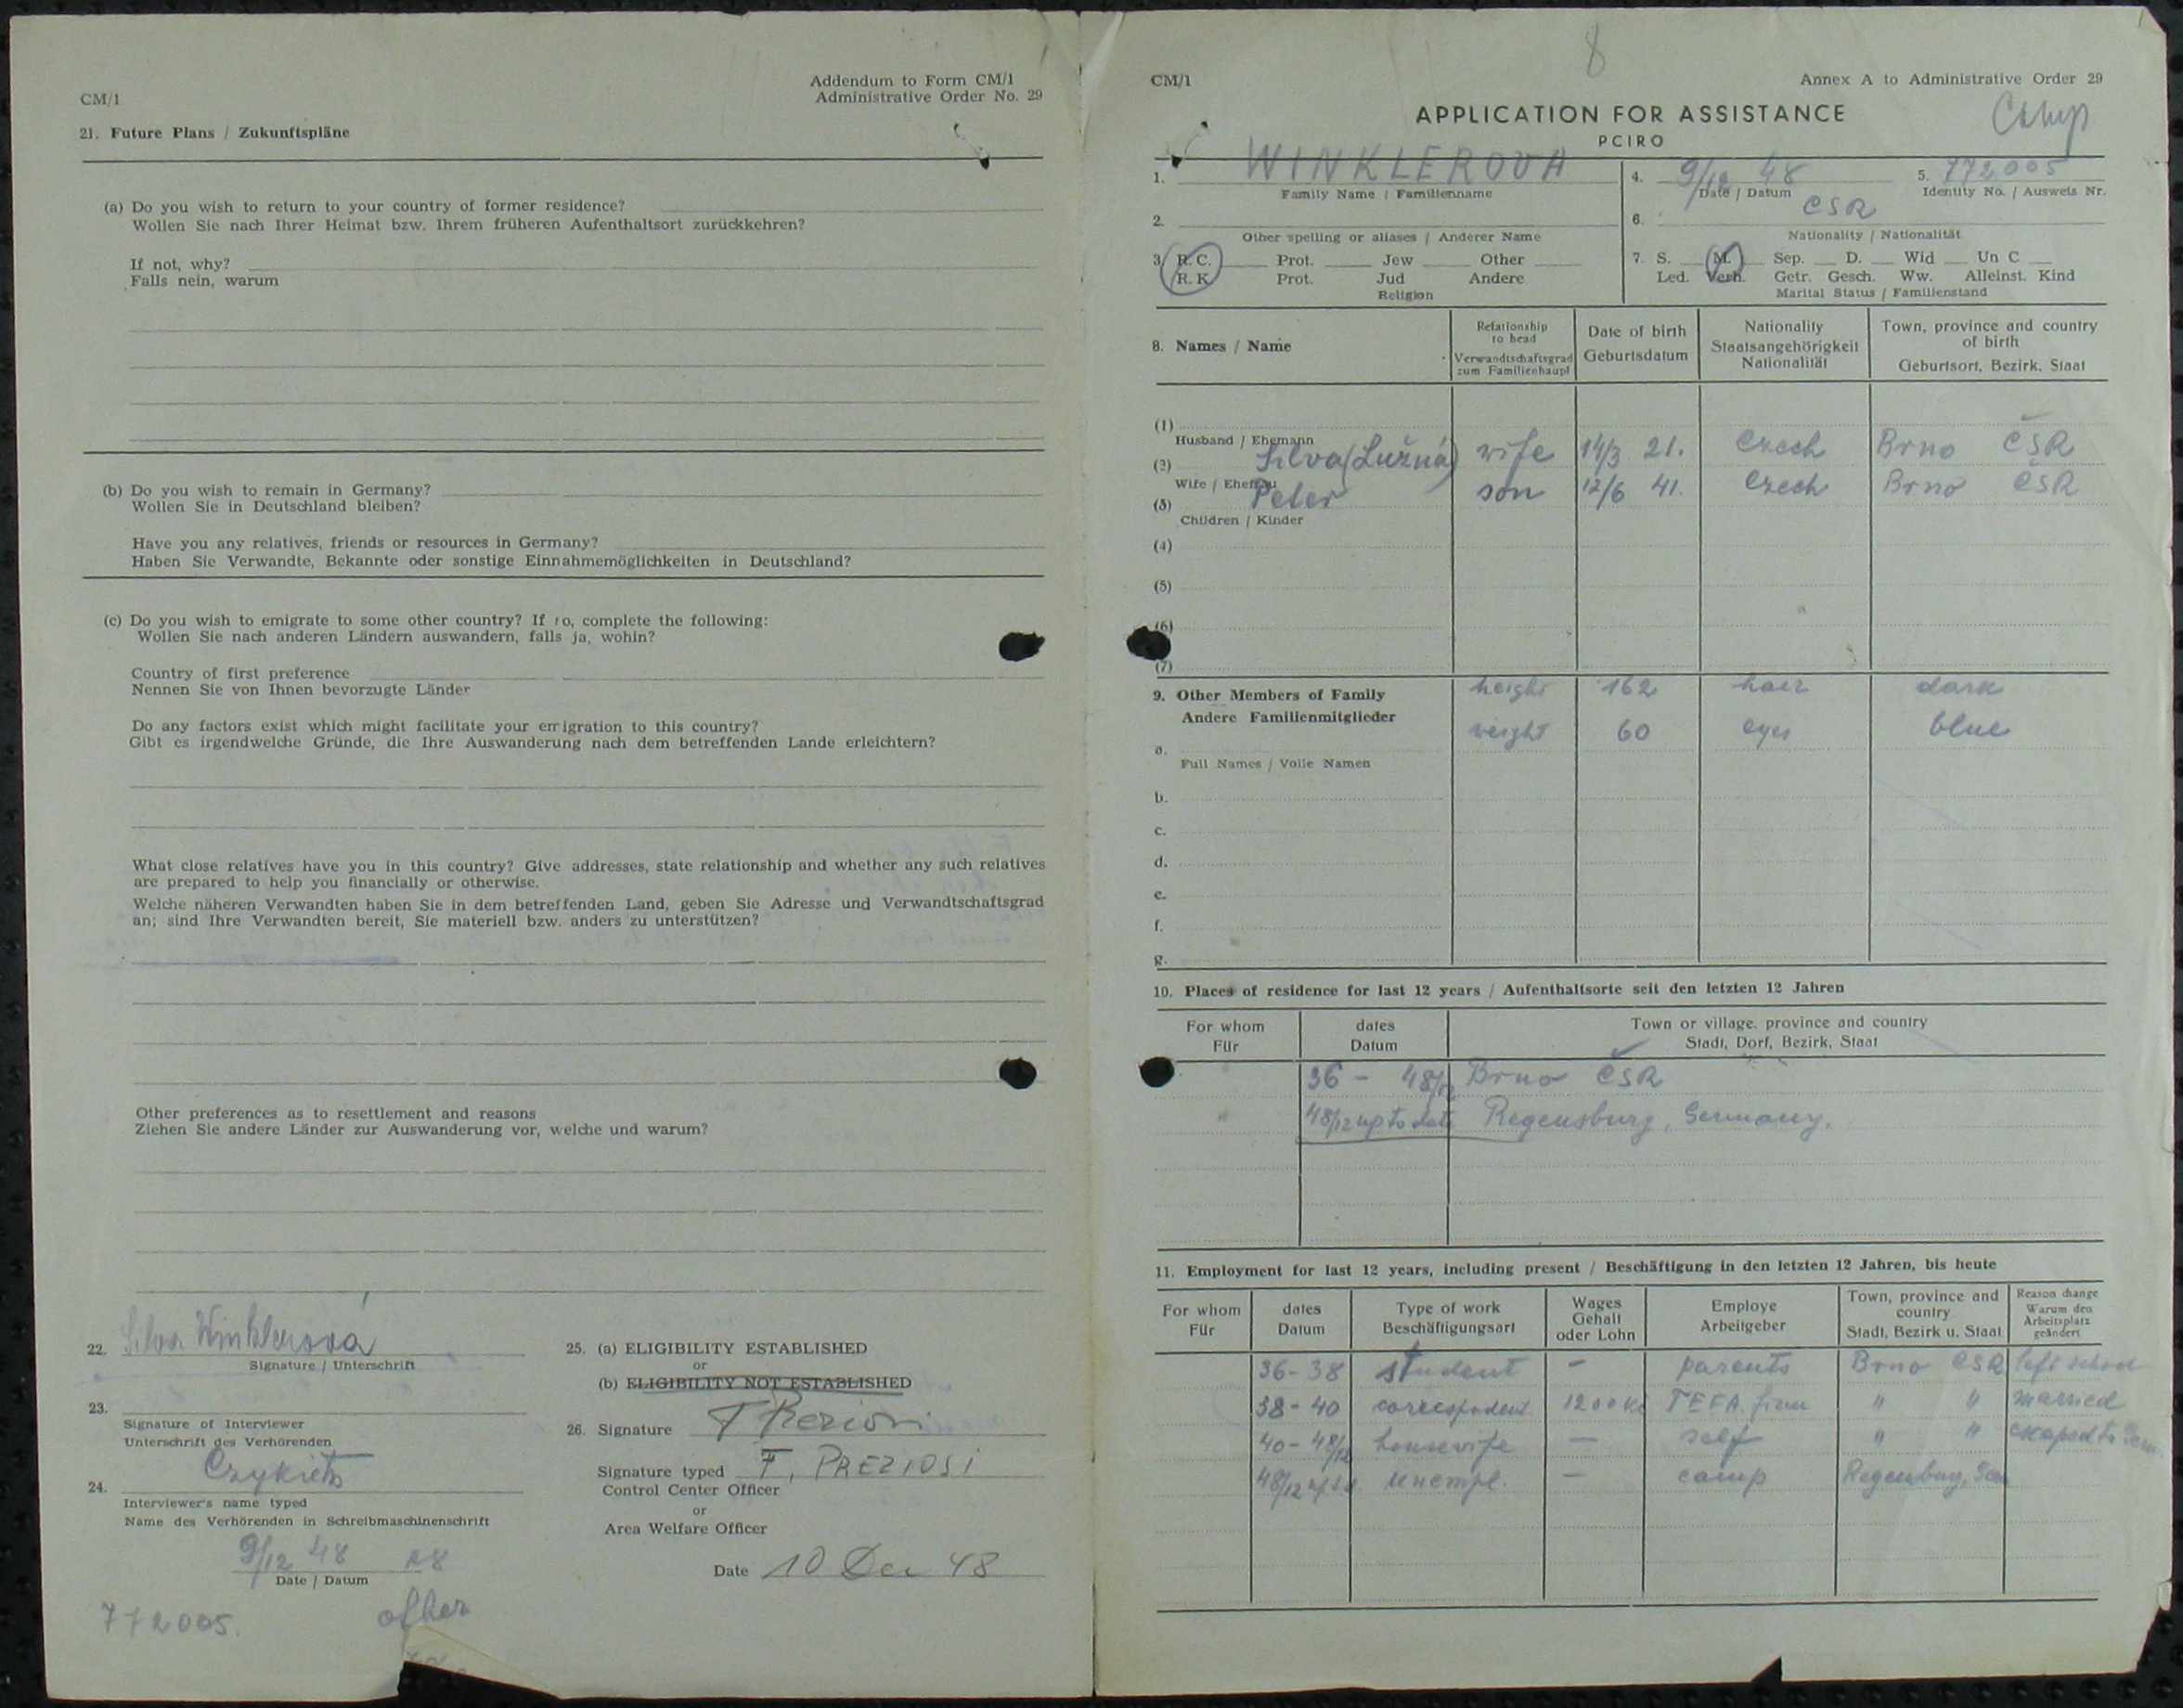 CM/1
Addendum to Form CM/1
Administrative Order No. 29
21. Future Plans / Zukunftspläne
(a) Do you wish to return to your country of former residence?
Wollen Sie nach Ihrer Heimat bzw. Ihrem früheren Aufenthaltsort zurückkehren?
If not, why?
Falls nein, warum
(b) Do you wish to remain in Germany?
Wollen Sie in Deutschland bleiben?
Have you any relatives, friends or resources in Germany?
Haben Sie Verwandte, Bekannte oder sonstige Einnahmemöglichkeiten in Deutschland?
(c) Do you wish to emigrate to some other country? If so, complete the following:
Wollen Sie nach anderen Ländern auswandern, falls ja, wohin?
Country of first preference
Nennen Sie von Ihnen bevorzugte Länder
Do any factors exist which might facilitate your emigration to this country?
Gibt es irgendwelche Gründe, die Ihre Auswanderung nach dem betreffenden Lande erleichtern?
What close relatives have you in this country? Give addresses, state relationship and whether any such relatives
are prepared to help you financially or otherwise.
Welche näheren Verwandten haben Sie in dem betreffenden Land, geben Sie Adresse und Verwandtschaftsgrad
an; sind Ihre Verwandten bereit, Sie materiell bzw. anders zu unterstützen?
Other preferences as to resettlement and reasons
Ziehen Sie andere Länder zur Auswanderung vor, welche und warum?
22. Silva Winklerová
Signature / Unterschrift
23.
Signature of Interviewer
Unterschrift des Verhörenden
24. Czykieta
Interviewer's name typed
Name des Verhörenden in Schreibmaschinenschrift
9/12 48
Date / Datum
772005.
other
25. (a) ELIGIBILITY ESTABLISHED
or
(b) ELIGIBILITY NOT ESTABLISHED
26. Signature F Preziosi
Signature typed F. PREZIOSI
Control Center Officer
or
Area Welfare Officer
Date 10 Dec 48
8
CM/1
Annex A to Administrative Order 29
APPLICATION FOR ASSISTANCE
Camp
PCIRO
1. WINKLEROVA
Family Name / Familienname
4. 9/12 48
Date / Datum
5. 772005
Identity No. / Ausweis Nr.
2.
Other spelling or aliases / Anderer Name
6. CSR
Nationality / Nationalität
3. R. C. Prot. Jew Other
R. K. Prot. Jud Andere
Religion
7. S. M. Sep. D. Wid Un C
Led. Verh. Getr. Gesch. Ww. Alleinst. Kind
Marital Status / Familienstand
8. Names / Name
Relationship to head
Verwandtschaftsgrad zum Familienhaupt
Date of birth
Geburtsdatum
Nationality
Staatsangehörigkeit
Nationalität
Town, province and country of birth
Geburtsort, Bezirk, Staat
(1)
Husband / Ehemann
(2) Silva (Lužná) wife 14/3 21. Czech Brno ČSR
Wife / Ehefrau
(3) Peter son 12/6 41. Czech Brno ČSR
Children / Kinder
(4)
(5)
(6)
(7)
9. Other Members of Family
Andere Familienmitglieder
height 162 hair dark
weight 60 eyes blue
a.
Full Names / Volle Namen
b.
c.
d.
e.
f.
g.
10. Places of residence for last 12 years / Aufenthaltsorte seit den letzten 12 Jahren
For whom
Für
dates
Datum
Town or village, province and country
Stadt, Dorf, Bezirk, Staat
36 - 48/12 Brno ČSR
" 48/12 up to date Regensburg, Germany.
11. Employment for last 12 years, including present / Beschäftigung in den letzten 12 Jahren, bis heute
For whom
Für
dates
Datum
Type of work
Beschäftigungsart
Wages
Gehalt
oder Lohn
Employe
Arbeitgeber
Town, province and country
Stadt, Bezirk u. Staat
Reason change
Warum den
Arbeitsplatz
geändert
36-38 student - parents Brno CSR left school
38-40 correspondent 1200 Kč TEFA firm " " married
40-48/12 housewife — self " " escaped to Germ
48/12 unempl. — camp Regensburg, Ger